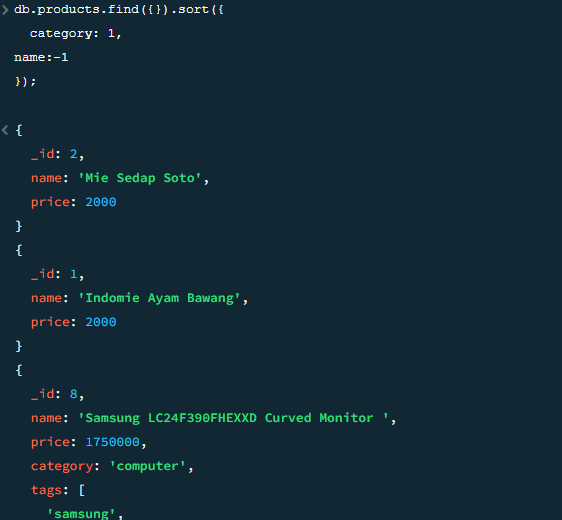 db.products.find({}).sort({
category: 1,
name:-1
});
{
_id: 2,
name: 'Mie Sedap Soto',
price: 2000
}
{
_id: 1,
name: 'Indomie Ayam Bawang',
price: 2000
}
{
_id: 8,
name: 'Samsung LC24F390FHEXXD Curved Monitor ',
price: 1750000,
category: 'computer',
tags: [
'samsung',